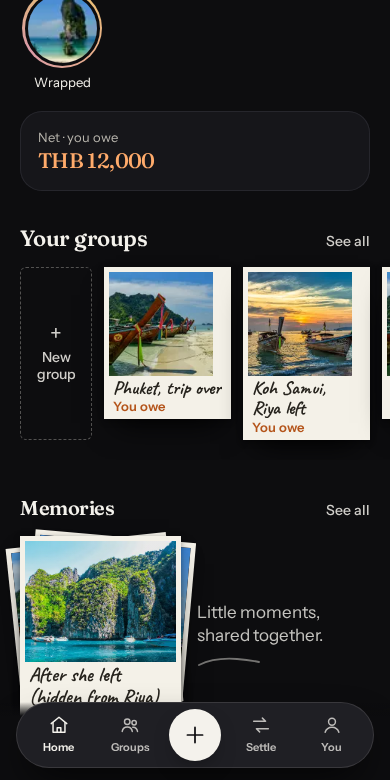 Wrapped
Net · you owe
THB 12,000
Your groups
See all
+
New
group
Phuket, trip over
You owe
Koh Samui,
Riya left
You owe
Memories
See all
Little moments,
shared together.
After she left
(hidden from Riya)
Home
Groups
+
Settle
You